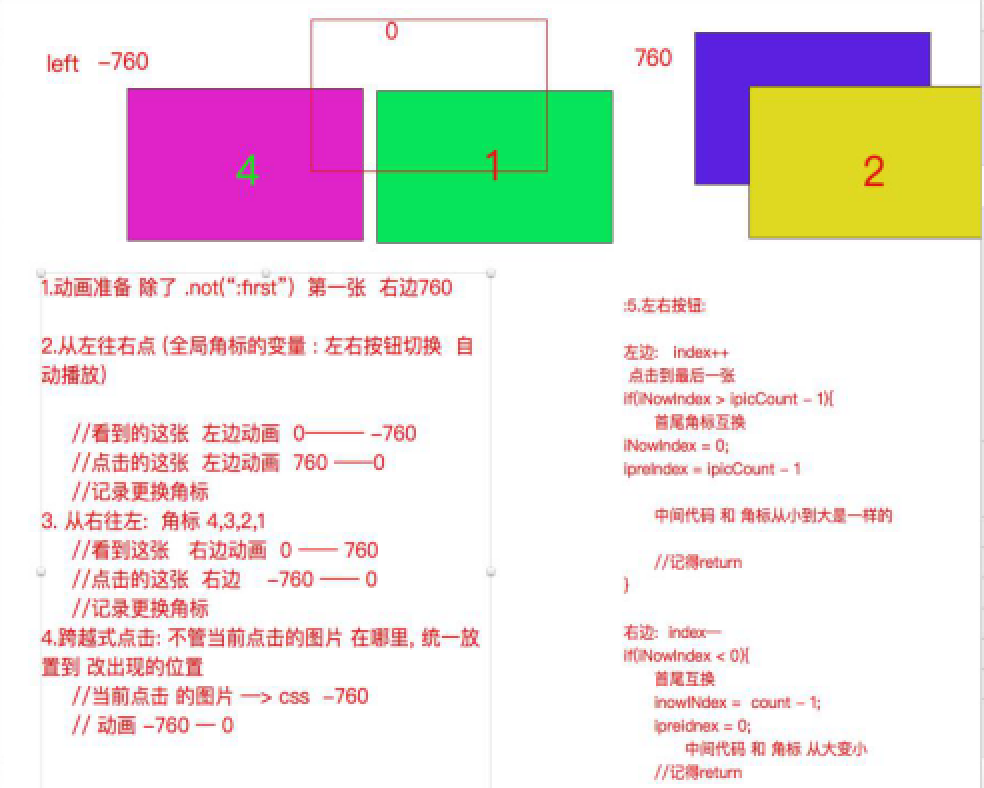 0
left -760
760
4
1
2
1.动画准备 除了 .not(“:first”) 第一张 右边760
2.从左往右点 (全局角标的变量 : 左右按钮切换 自
动播放)
//看到的这张 左边动画 0——— -760
//点击的这张 左边动画 760 ——0
//记录更换角标
3. 从右往左: 角标 4,3,2,1
//看到这张 右边动画 0 —— 760
//点击的这张 右边 -760 —— 0
//记录更换角标
4.跨越式点击: 不管当前点击的图片 在哪里, 统一放
置到 改出现的位置
//当前点击 的图片 —> css -760
// 动画 -760 — 0
:5.左右按钮:
左边: index++
点击到最后一张
if(iNowIndex > ipicCount - 1){
首尾角标互换
iNowIndex = 0;
ipreIndex = ipicCount - 1
中间代码 和 角标从小到大是一样的
//记得return
}
右边: index—
if(iNowIndex < 0){
首尾互换
inowINdex = count - 1;
ipreIdnex = 0;
中间代码 和 角标 从大变小
//记得return